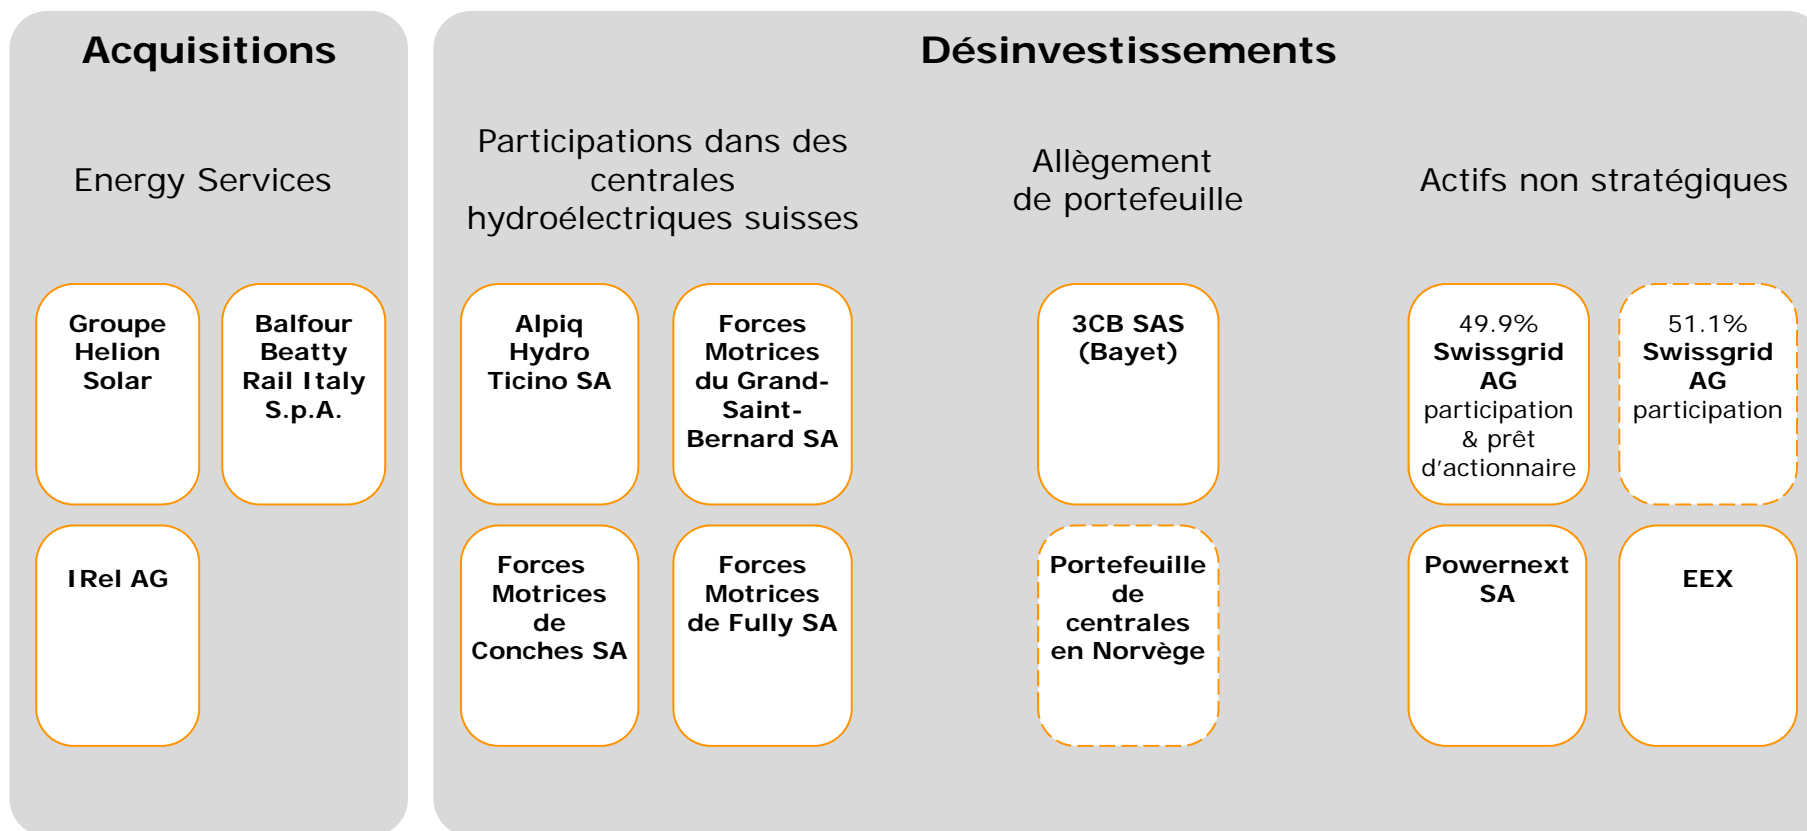 Acquisitions
Energy Services
Groupe
Helion
Solar
Balfour
Beatty
Rail Italy
S.p.A.
IRel AG
Désinvestissements
Participations dans des
centrales
hydroélectriques suisses
Alpiq
Hydro
Ticino SA
Forces
Motrices
du Grand-
Saint-
Bernard SA
Forces
Motrices
de
Conches SA
Forces
Motrices
de Fully SA
Allègement
de portefeuille
3CB SAS
(Bayet)
Portefeuille
de
centrales
en Norvège
Actifs non stratégiques
49.9%
Swissgrid
AG
participation
& prêt
d'actionnaire
51.1%
Swissgrid
AG
participation
Powernext
SA
EEX